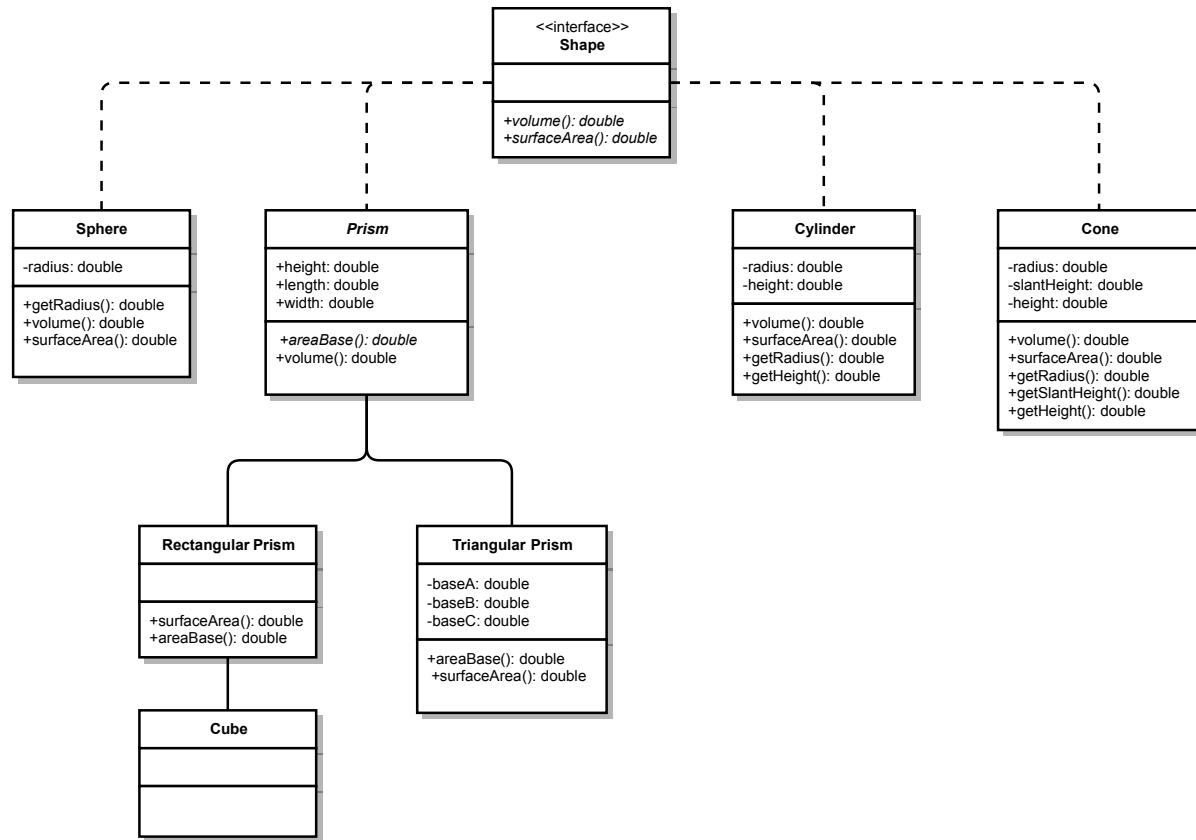 <<interface>>
Shape
+volume(): double
+surfaceArea(): double
Sphere
-radius: double
+getRadius(): double
+volume(): double
+surfaceArea(): double
Prism
+height: double
+length: double
+width: double
+areaBase(): double
+volume(): double
Cylinder
-radius: double
-height: double
+volume(): double
+surfaceArea(): double
+getRadius(): double
+getHeight(): double
Cone
-radius: double
-slantHeight: double
-height: double
+volume(): double
+surfaceArea(): double
+getRadius(): double
+getSlantHeight(): double
+getHeight(): double
Rectangular Prism
+surfaceArea(): double
+areaBase(): double
Triangular Prism
-baseA: double
-baseB: double
-baseC: double
+areaBase(): double
+surfaceArea(): double
Cube